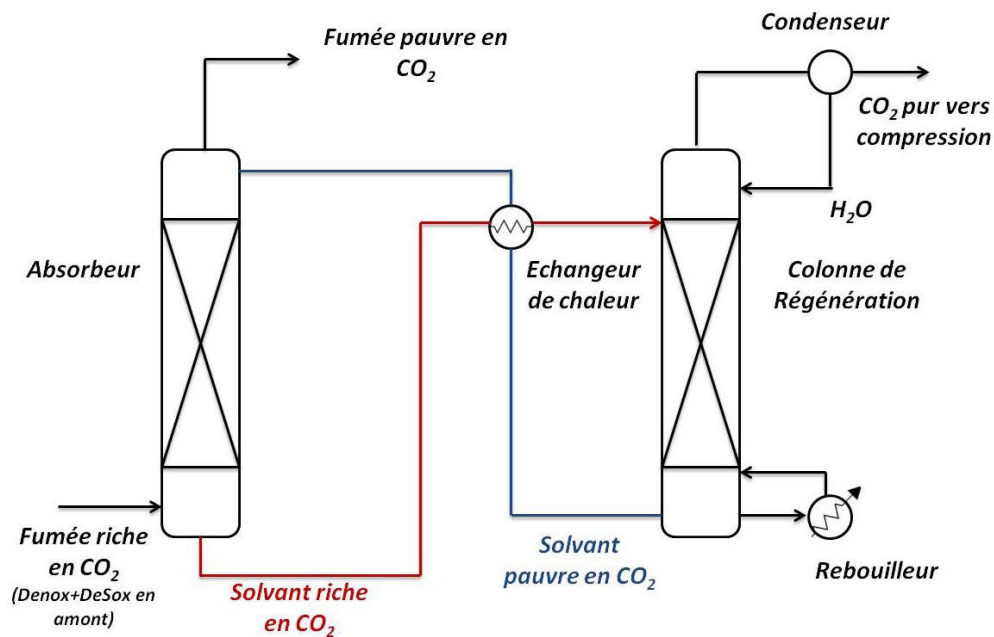 Fumée pauvre en
CO₂
Condenseur
CO₂ pur vers
compression
H₂O
Absorbeur
Echangeur
de chaleur
Colonne de
Régénération
Fumée riche
en CO₂
(Denox+DeSox en
amont)
Solvant riche
en CO₂
Solvant
pauvre en CO₂
Rebouilleur